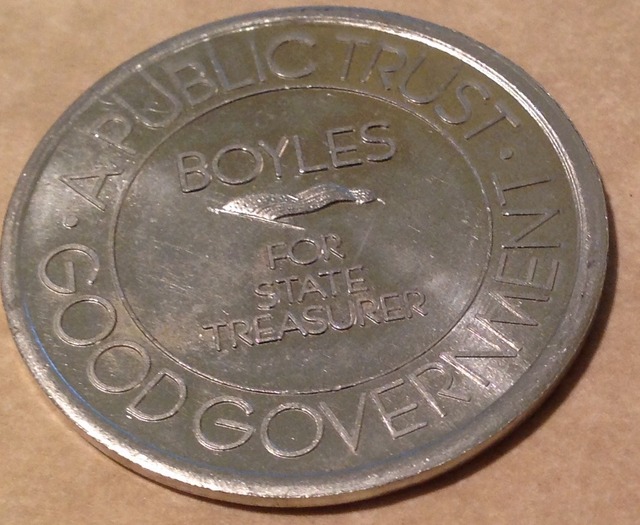 · A PUBLIC TRUST ·
BOYLES
FOR
STATE
TREASURER
GOOD GOVERNMENT